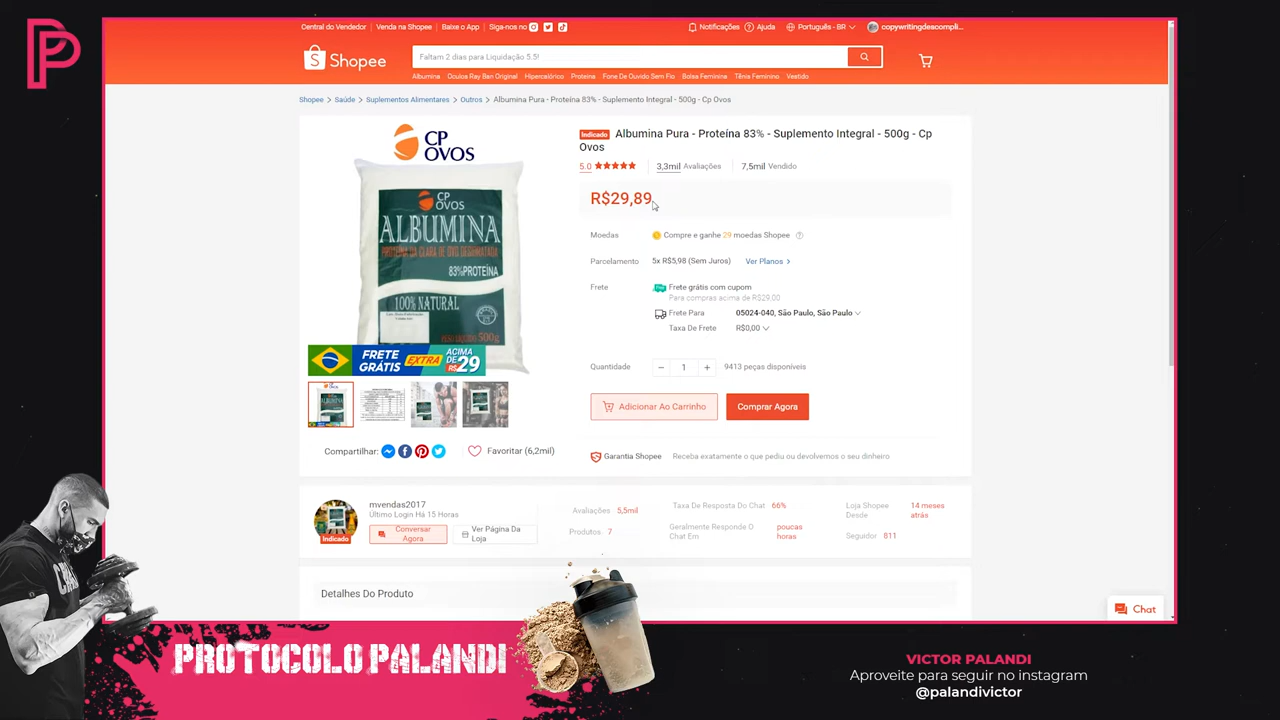 Central do Vendedor
Venda na Shopee
Baixe o App
Siga-nos no
Notificações
Ajuda
Português - BR
copywritingdescompli...
Shopee
Faltam 2 dias para Liquidação 5.5!
Albumina
Oculos Ray Ban Original
Hipercalórico
Proteina
Fone De Ouvido Sem Fio
Bolsa Feminina
Tênis Feminino
Vestido
Shopee > Saúde > Suplementos Alimentares > Outros > Albumina Pura - Proteína 83% - Suplemento Integral - 500g - Cp Ovos
CP
OVOS
CP
OVOS
ALBUMINA
PROTEÍNA DA CLARA DE OVO DESIDRATADA
83%PROTEÍNA
100% NATURAL
500g
FRETE
GRÁTIS
EXTRA
ACIMA
DE
R$
29
Indicado
Albumina Pura - Proteína 83% - Suplemento Integral - 500g - Cp
Ovos
5.0
3,3mil Avaliações
7,5mil Vendido
R$29,89
Moedas
Compre e ganhe 29 moedas Shopee
Parcelamento
5x R$5,98 (Sem Juros)
Ver Planos >
Frete
Frete grátis com cupom
Para compras acima de R$29,00
Frete Para
05024-040, São Paulo, São Paulo
Taxa De Frete
R$0,00
Quantidade
1
9413 peças disponíveis
Adicionar Ao Carrinho
Comprar Agora
Compartilhar:
Favoritar (6,2mil)
Garantia Shopee
Receba exatamente o que pediu ou devolvemos o seu dinheiro
mvendas2017
Último Login Há 15 Horas
Indicado
Conversar
Agora
Ver Página Da
Loja
Avaliações 5,5mil
Produtos 7
Taxa De Resposta Do Chat 66%
Geralmente Responde O
Chat Em
poucas
horas
Loja Shopee
Desde
14 meses
atrás
Seguidor 811
Detalhes Do Produto
Chat
PROTOCOLO PALANDI
VICTOR PALANDI
Aproveite para seguir no instagram
@palandivictor